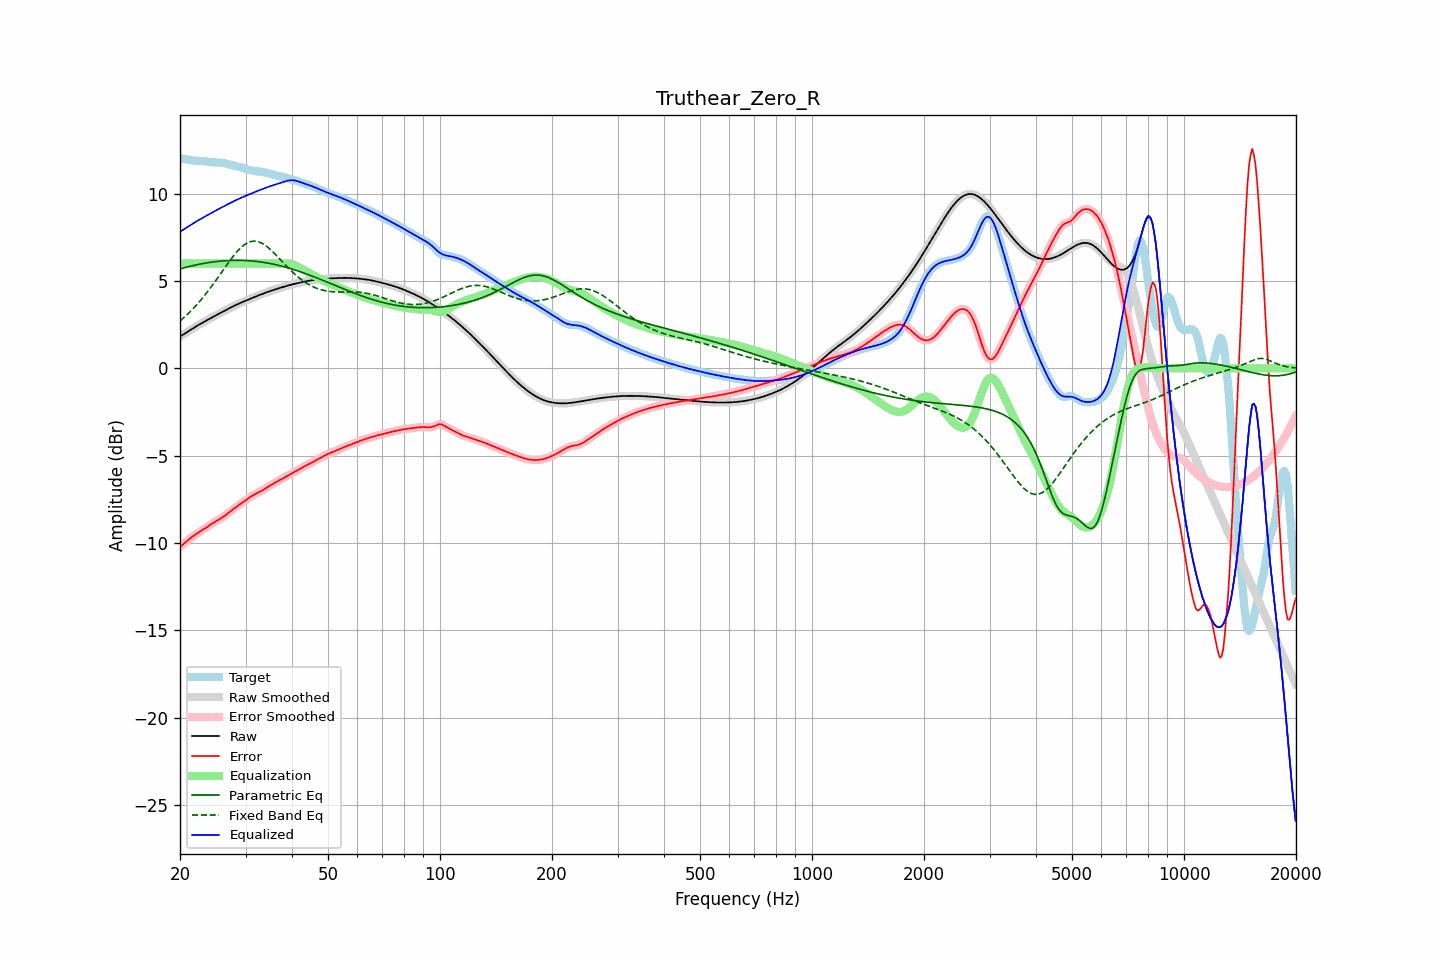 Truthear_Zero_R
10
5
0
−5
−10
−15
−20
−25
Amplitude (dBr)
Target
Raw Smoothed
Error Smoothed
Raw
Error
Equalization
Parametric Eq
Fixed Band Eq
Equalized
20 50 100 200 500 1000 2000 5000 10000 20000
Frequency (Hz)